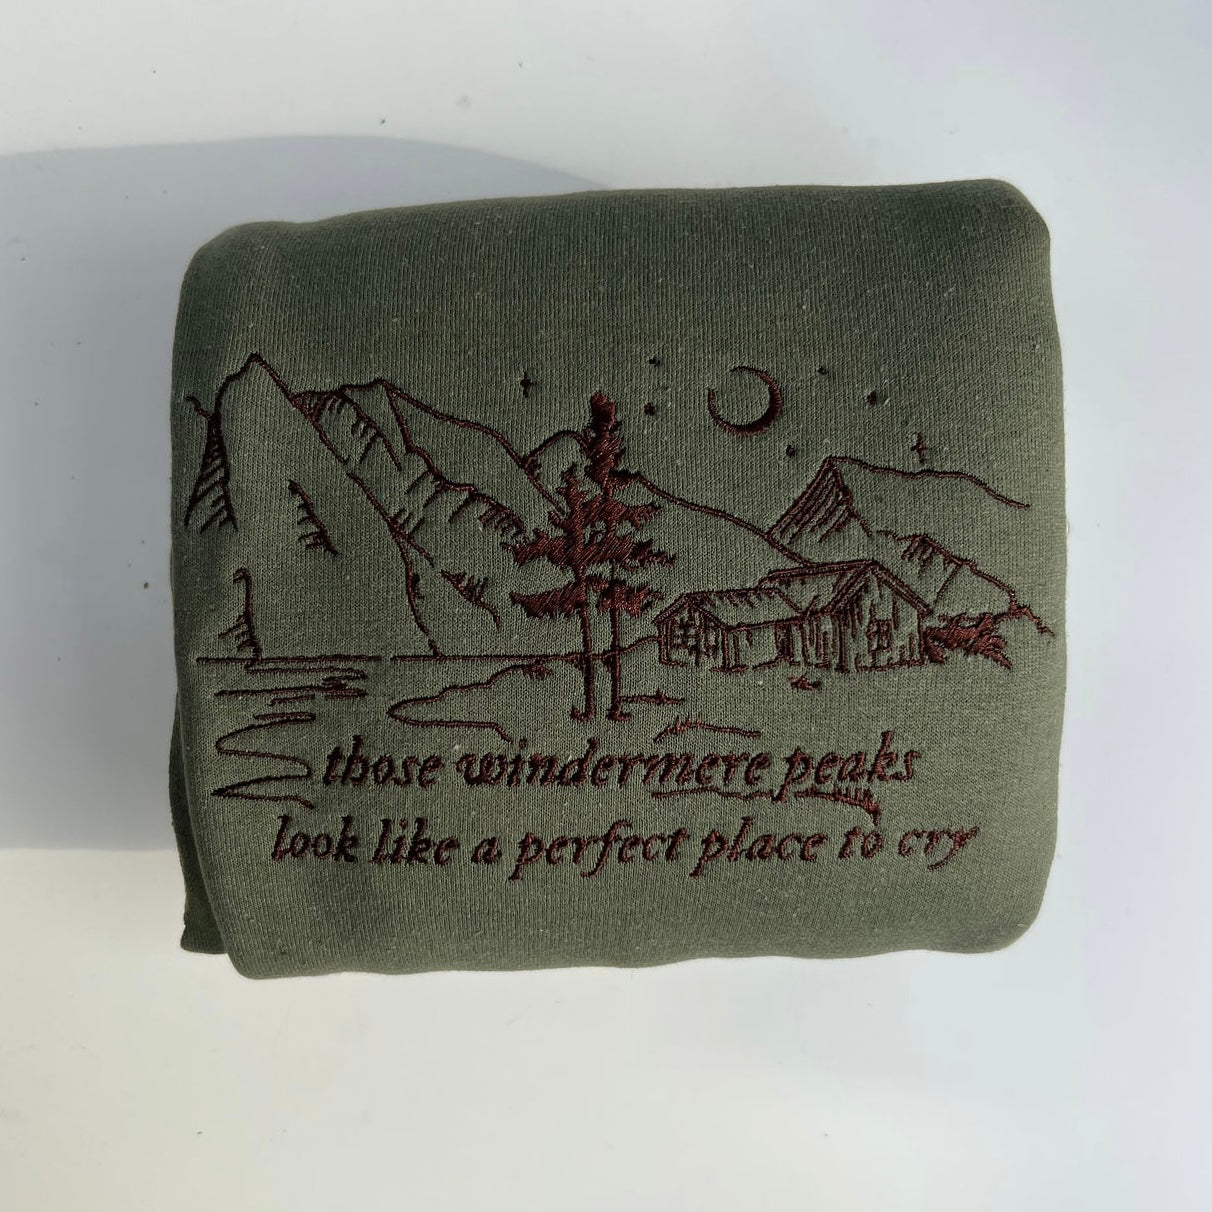 those windermere peaks
look like a perfect place to cry